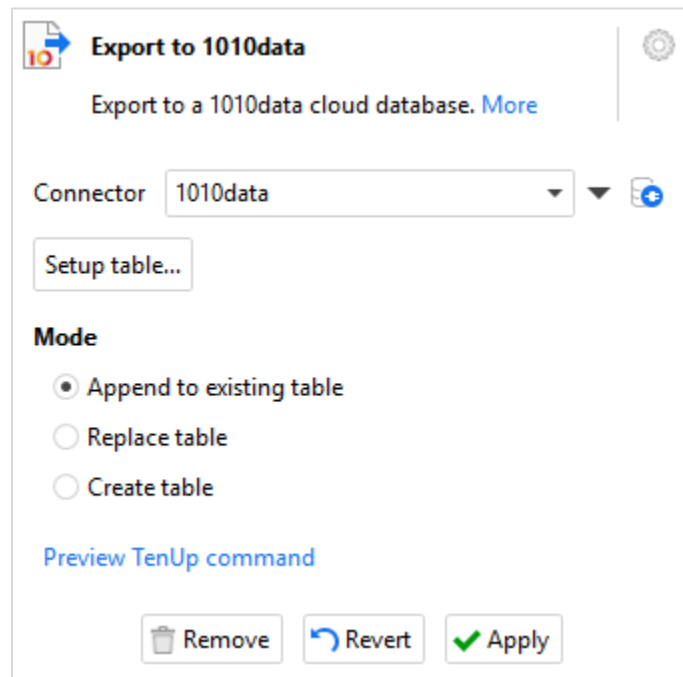 10
Export to 1010data
Export to a 1010data cloud database. More
Connector 1010data
Setup table...
Mode
Append to existing table
Replace table
Create table
Preview TenUp command
Remove Revert Apply